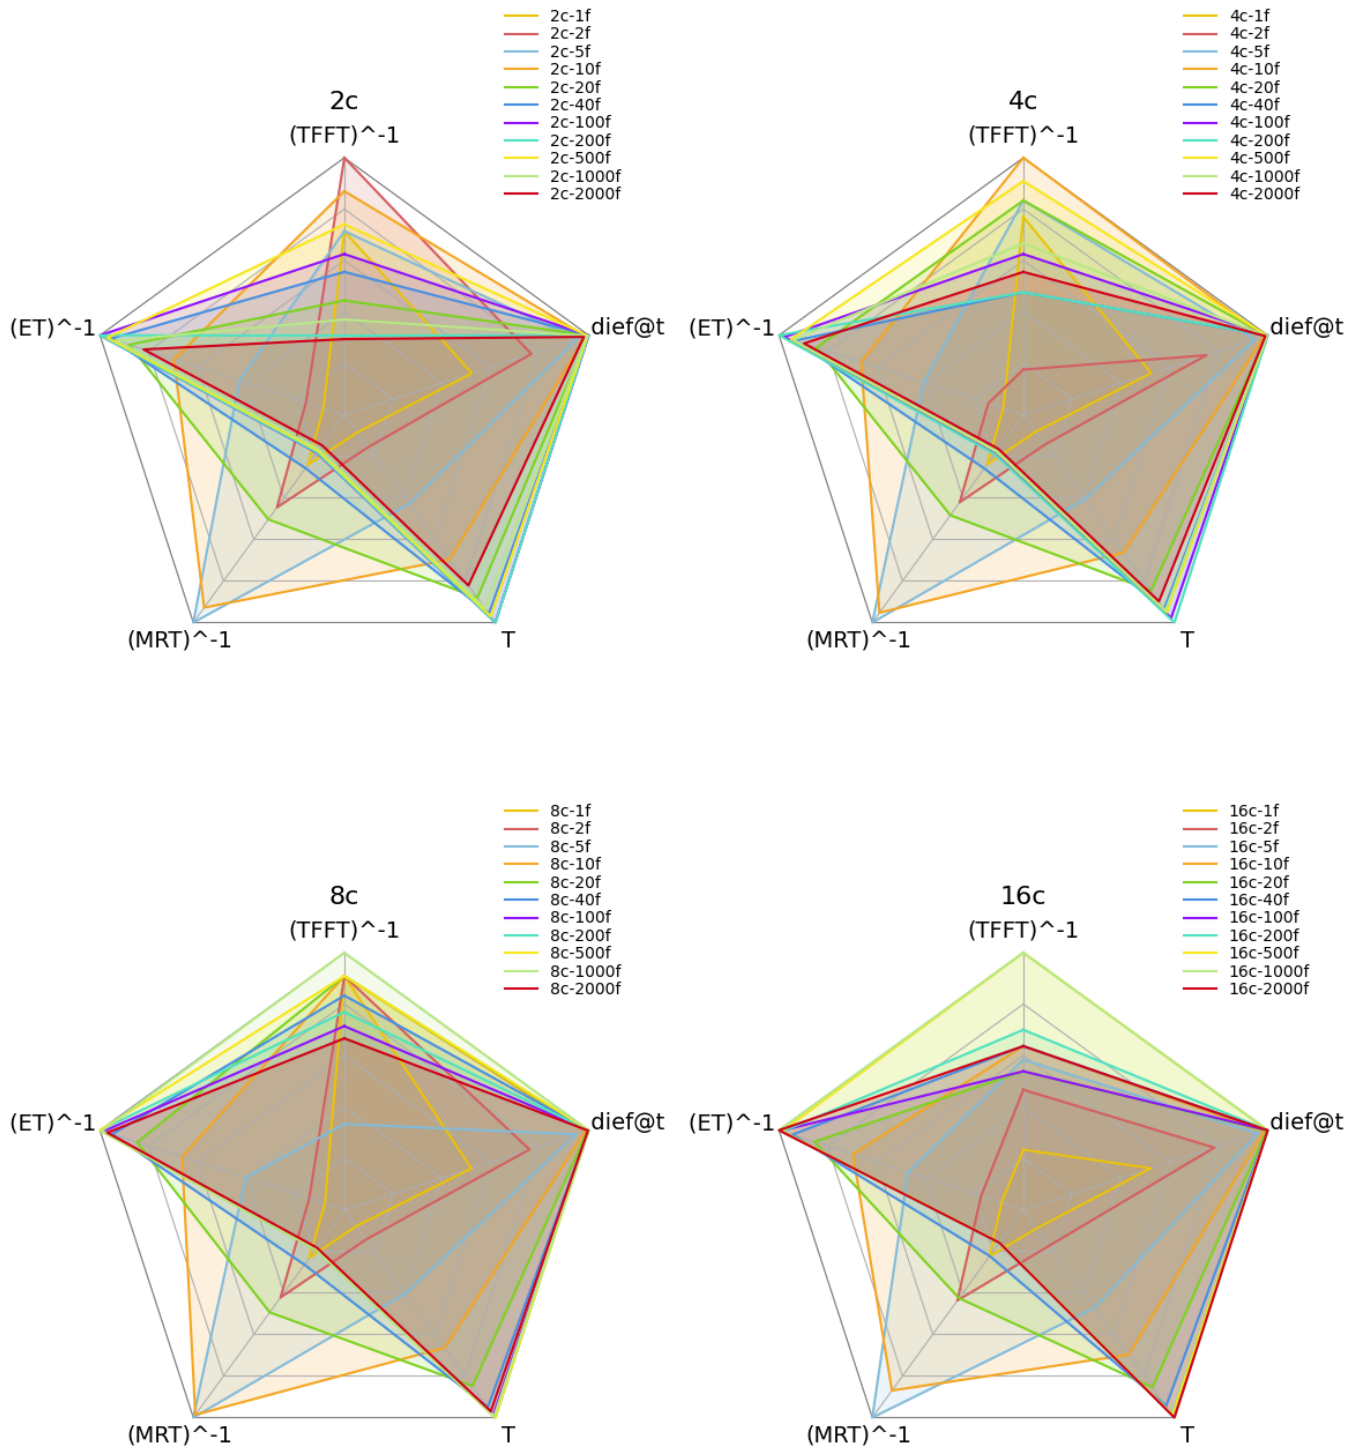 2c-1f
2c-2f
2c-5f
2c-10f
2c-20f
2c-40f
2c-100f
2c-200f
2c-500f
2c-1000f
2c-2000f
2c
(TFFT)^-1
(ET)^-1
dief@t
(MRT)^-1
T
4c-1f
4c-2f
4c-5f
4c-10f
4c-20f
4c-40f
4c-100f
4c-200f
4c-500f
4c-1000f
4c-2000f
4c
(TFFT)^-1
(ET)^-1
dief@t
(MRT)^-1
T
8c-1f
8c-2f
8c-5f
8c-10f
8c-20f
8c-40f
8c-100f
8c-200f
8c-500f
8c-1000f
8c-2000f
8c
(TFFT)^-1
(ET)^-1
dief@t
(MRT)^-1
T
16c-1f
16c-2f
16c-5f
16c-10f
16c-20f
16c-40f
16c-100f
16c-200f
16c-500f
16c-1000f
16c-2000f
16c
(TFFT)^-1
(ET)^-1
dief@t
(MRT)^-1
T